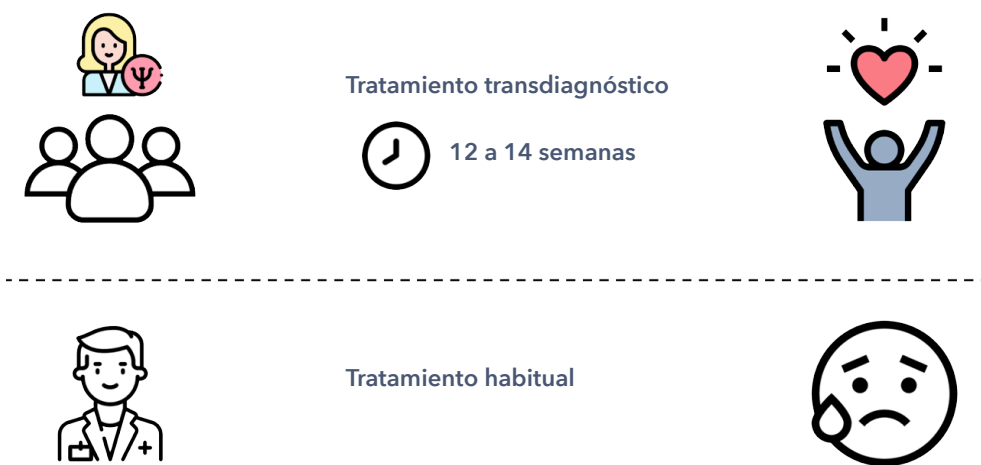 Tratamiento transdiagnóstico
12 a 14 semanas
Tratamiento habitual